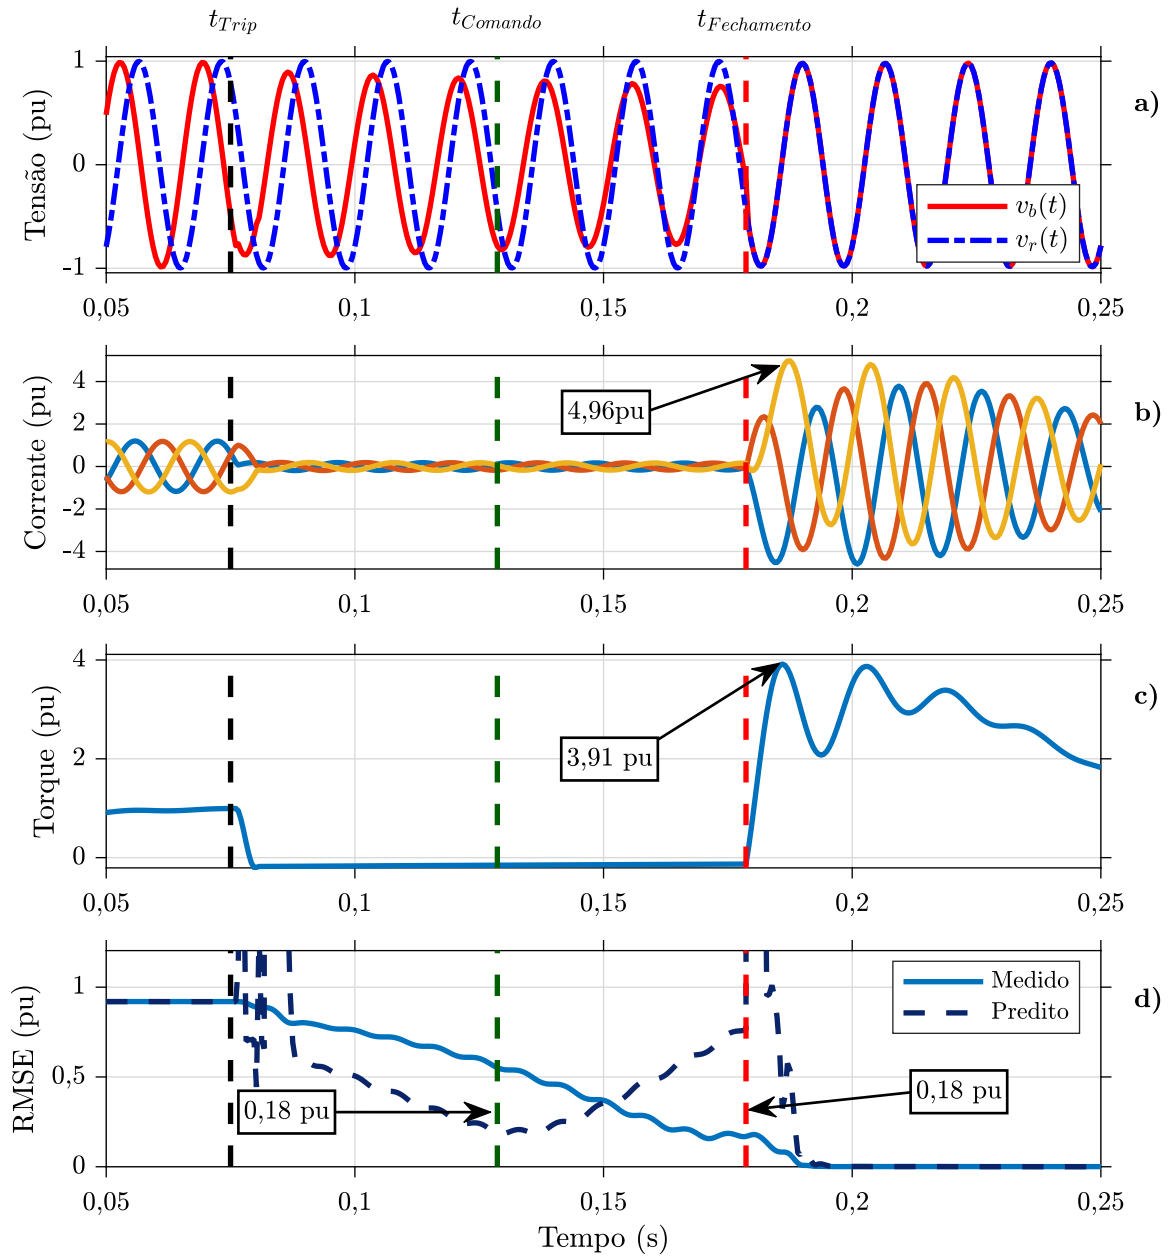 t_Trip t_Comando t_Fechamento
Tensão (pu)
1
0
-1
v_b(t)
v_r(t)
a)
0,05 0,1 0,15 0,2 0,25
Corrente (pu)
4
2
0
-2
-4
4,96pu
b)
0,05 0,1 0,15 0,2 0,25
Torque (pu)
4
2
0
3,91 pu
c)
0,05 0,1 0,15 0,2 0,25
RMSE (pu)
1
0,5
0
Medido
Predito
0,18 pu
0,18 pu
d)
0,05 0,1 0,15 0,2 0,25
Tempo (s)